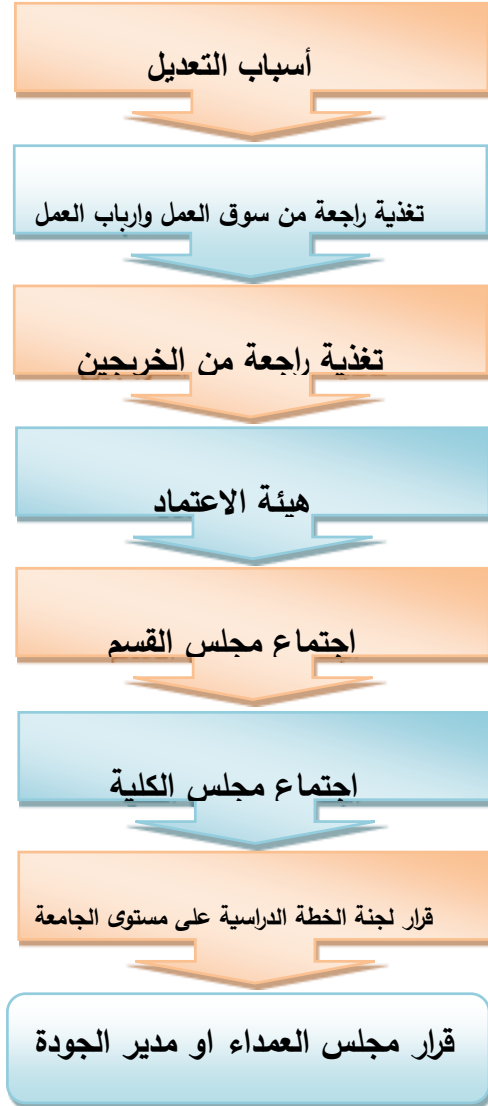 أسباب التعديل
تغذية راجعة من سوق العمل وارباب العمل
تغذية راجعة من الخريجين
هيئة الاعتماد
اجتماع مجلس القسم
اجتماع مجلس الكلية
قرار لجنة الخطة الدراسية على مستوى الجامعة
قرار مجلس العمداء او مدير الجودة